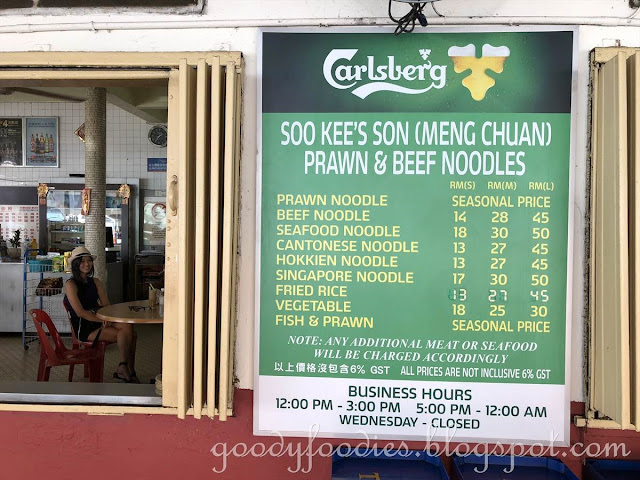 Carlsberg
SOO KEE'S SON (MENG CHUAN)
PRAWN & BEEF NOODLES
RM(S) RM(M) RM(L)
PRAWN NOODLE SEASONAL PRICE
BEEF NOODLE 14 28 45
SEAFOOD NOODLE 18 30 50
CANTONESE NOODLE 13 27 45
HOKKIEN NOODLE 13 27 45
SINGAPORE NOODLE 17 30 50
FRIED RICE 13 27 45
VEGETABLE 18 25 30
FISH & PRAWN SEASONAL PRICE
NOTE: ANY ADDITIONAL MEAT OR SEAFOOD
WILL BE CHARGED ACCORDINGLY
以上價格沒包含6% GST ALL PRICES ARE NOT INCLUSIVE 6% GST
BUSINESS HOURS
12:00 PM - 3:00 PM 5:00 PM - 12:00 AM
WEDNESDAY - CLOSED
goodyfoodies.blogspot.com